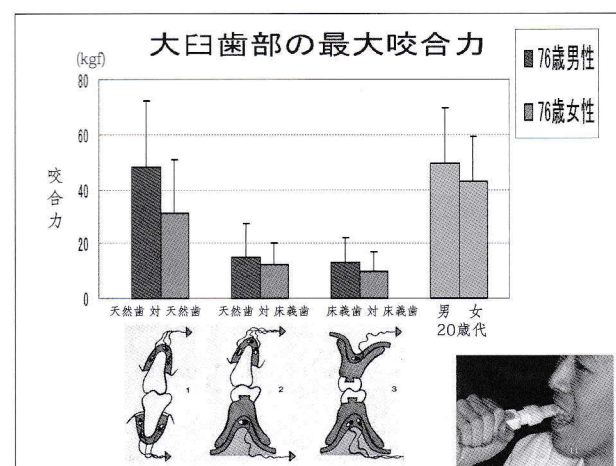 大臼歯部の最大咬合力
(kgf)
76歳男性
76歳女性
80
60
40
20
0
咬合力
天然歯 対 天然歯
天然歯 対 床義歯
床義歯 対 床義歯
男 女
20歳代
1
2
3